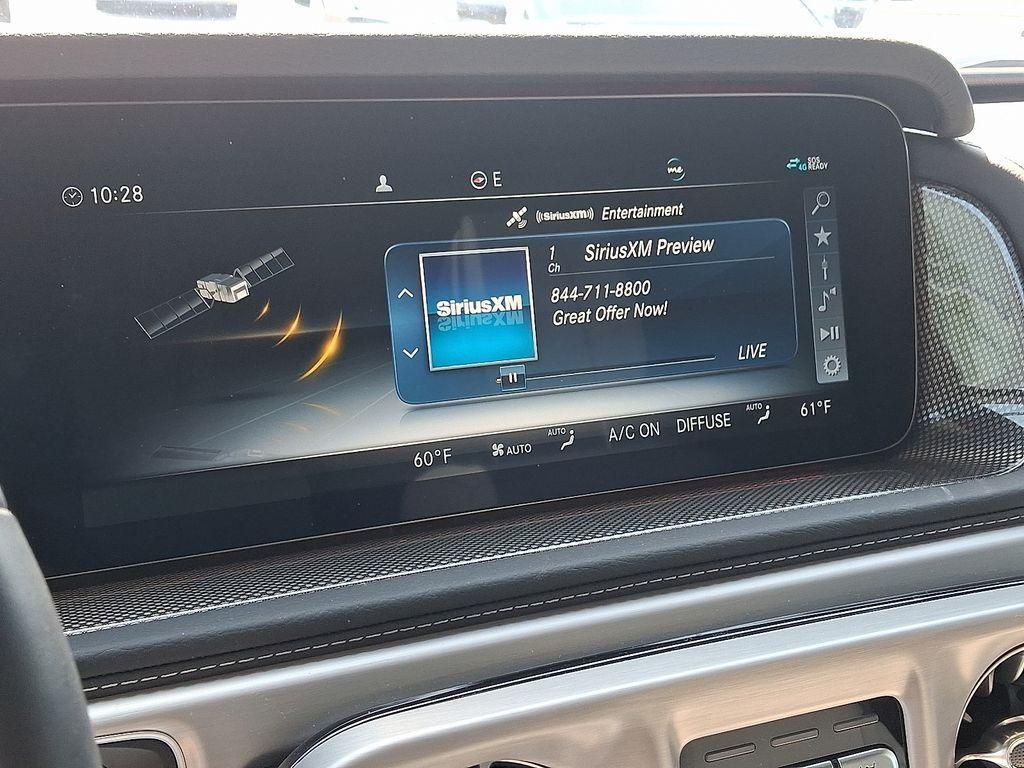 10:28
E
me
4G SOS READY
((SiriusXM)) Entertainment
1 SiriusXM Preview
Ch
SiriusXM
844-711-8800
Great Offer Now!
LIVE
60°F
AUTO
AUTO
A/C ON
DIFFUSE
AUTO
61°F